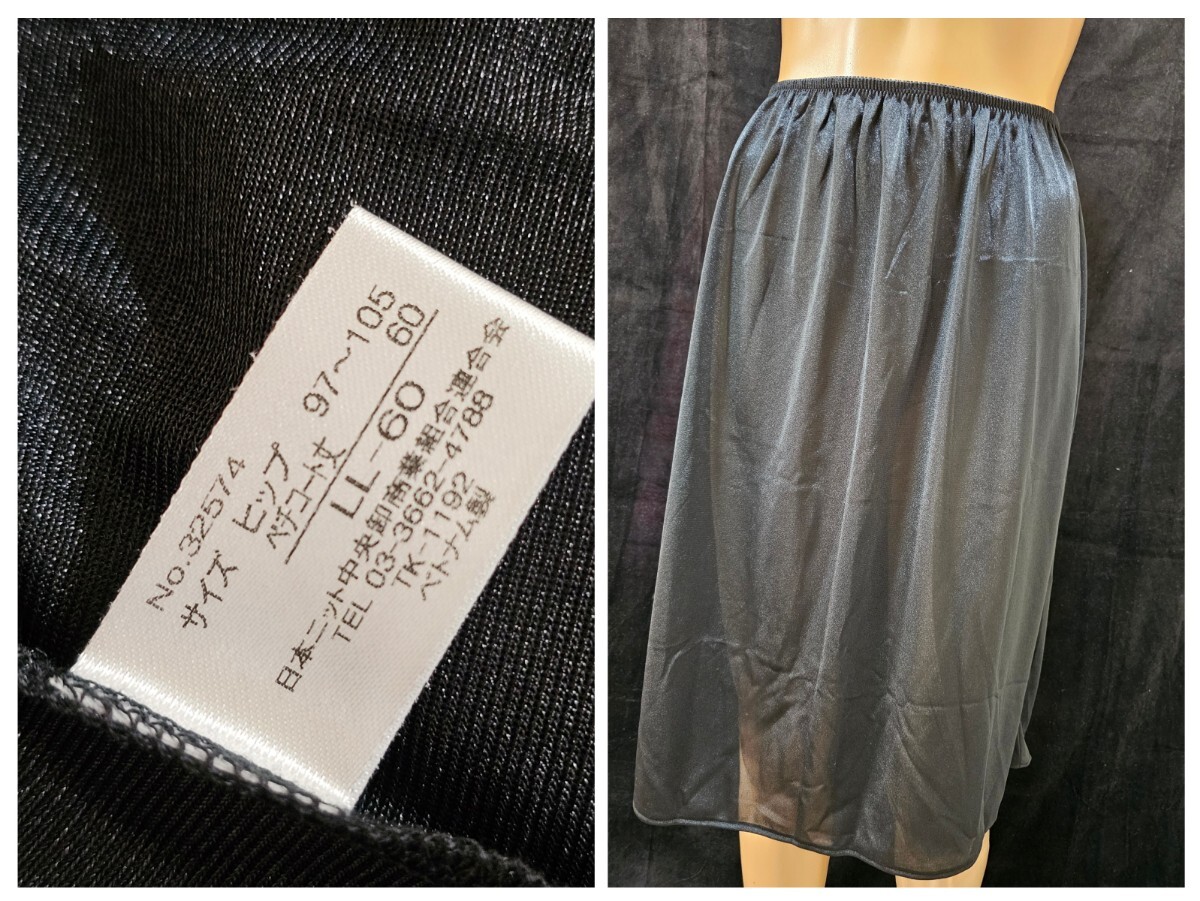 No.32574
サイズ ヒップ 97～105
ペチコート丈 60
LL-60
日本ニット中央卸商業組合連合会
TEL 03-3662-4788
TK-1192
ベトナム製